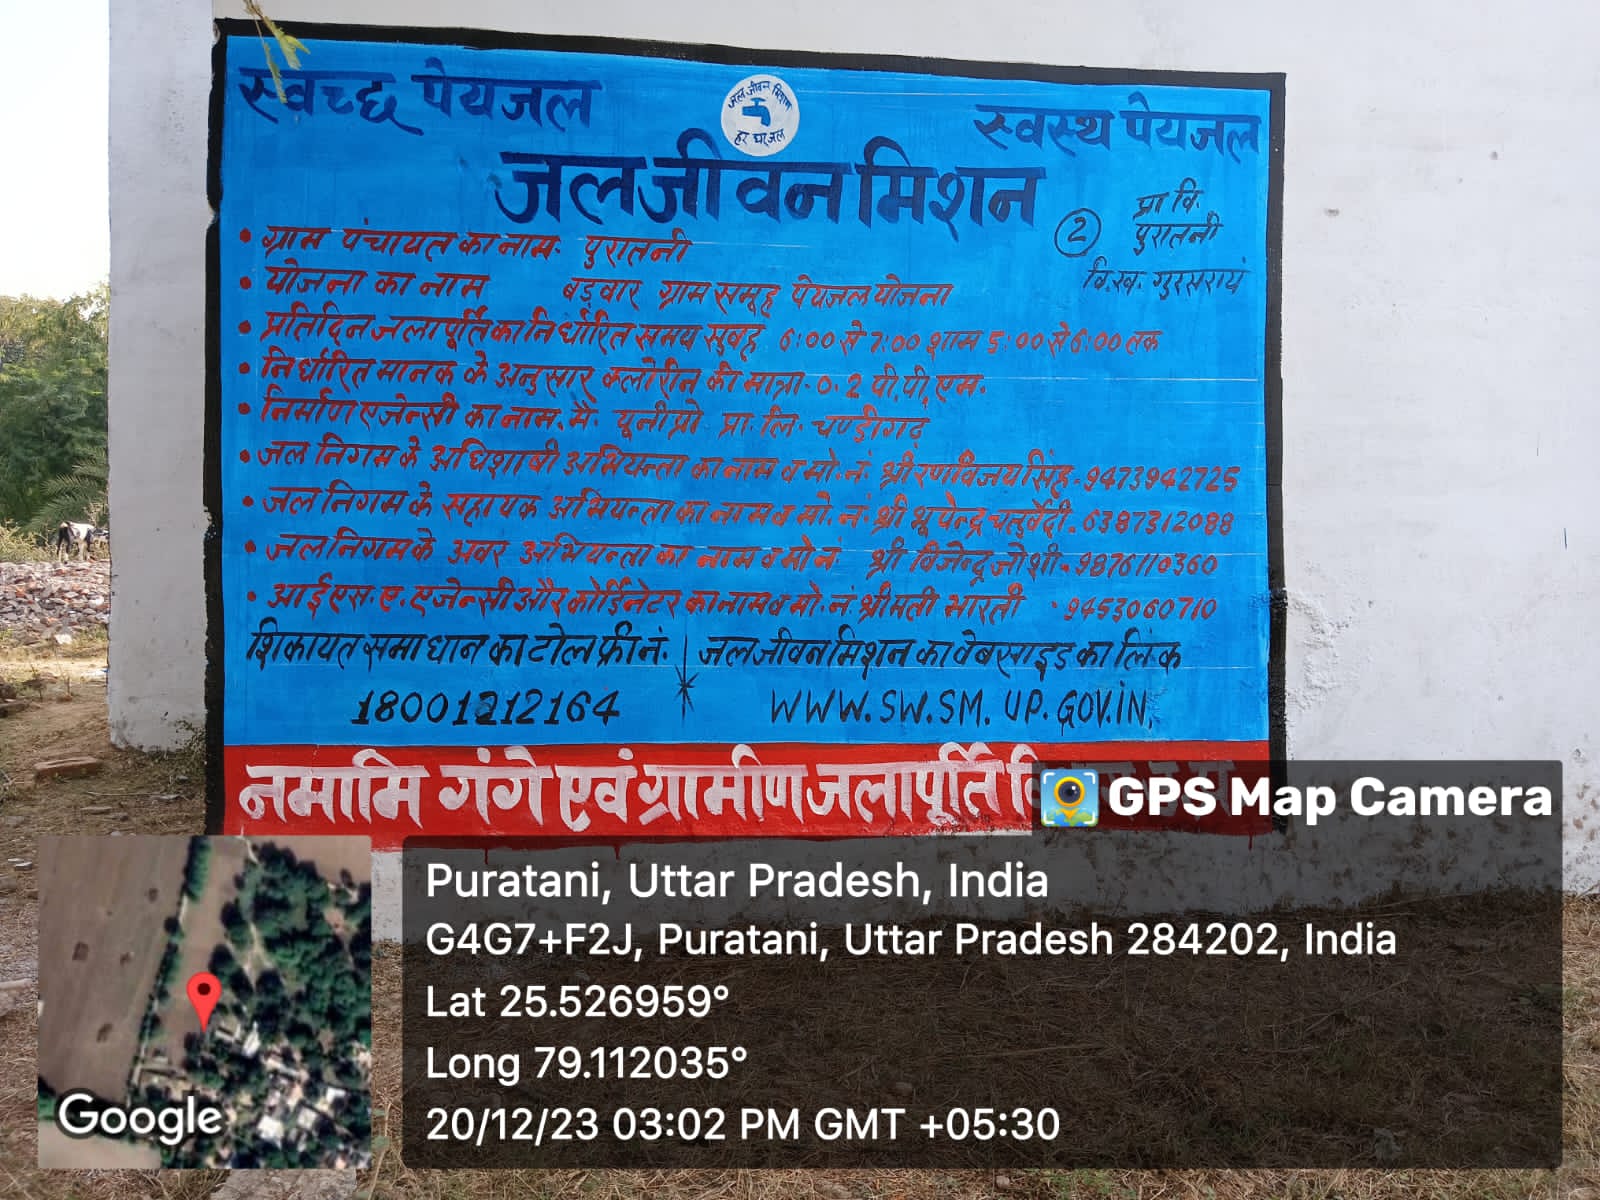 स्वच्छ पेयजल
जल जीवन मिशन
हर घर जल
स्वस्थ पेयजल
जल जीवन मिशन
2
प्रा वि.
पुरातनी
वि.ख. गुरसरायं
• ग्राम पंचायत का नाम. पुरातनी
• योजना का नाम बड़वार ग्राम समूह पेयजल योजना
• प्रतिदिन जलापूर्ति का निर्धारित समय सुबह 6:00 से 7:00 शाम 5:00 से 6:00 तक
• निर्धारित मानक के अनुसार क्लोरीन की मात्रा. 0.2 पी.पी.एम.
• निर्माण एजेन्सी का नाम. मै. यूनीप्रो प्रा. लि. चण्डीगढ़
• जल निगम के अधिशाषी अभियन्ता का नाम व मो. नं. श्री रणविजय सिंह - 9473942725
• जल निगम के सहायक अभियन्ता का नाम व मो. नं. श्री भूपेन्द्र चतुर्वेदी - 6387312088
• जल निगम के अवर अभियन्ता का नाम व मो नं श्री विजेन्द्र जोशी - 9876110360
• आई एस. ए. एजेन्सी और कोर्डिनेटर का नाम व मो. नं. श्रीमती भारती - 9453060710
शिकायत समाधान का टोल फ्री नं.
18001212164
जल जीवन मिशन का वेबसाइड का लिंक
WWW.SW.SM.UP.GOV.IN.
नमामि गंगे एवं ग्रामीण जलापूर्ति
GPS Map Camera
Puratani, Uttar Pradesh, India
G4G7+F2J, Puratani, Uttar Pradesh 284202, India
Lat 25.526959°
Long 79.112035°
20/12/23 03:02 PM GMT +05:30
Google